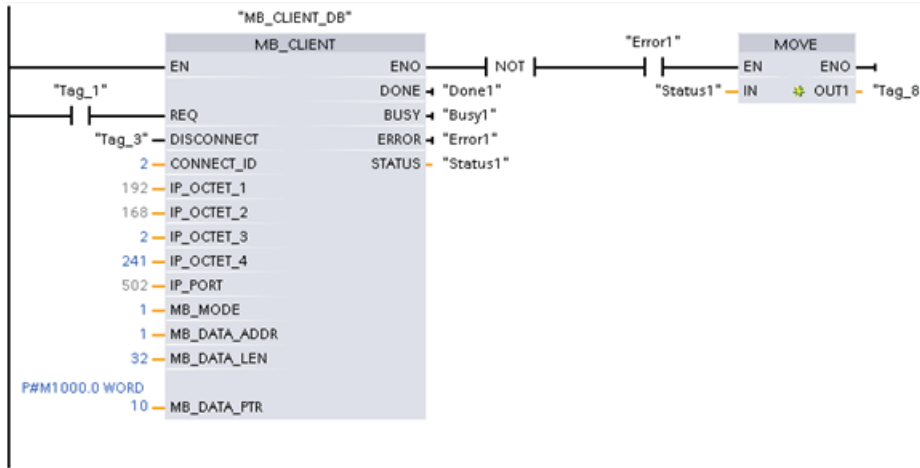 "MB_CLIENT_DB"
MB_CLIENT
EN ENO NOT "Error1" MOVE EN ENO
"Tag_1" DONE "Done1" "Status1" IN OUT1 "Tag_8
REQ BUSY "Busy1"
"Tag_3" DISCONNECT ERROR "Error1"
2 CONNECT_ID STATUS "Status1"
192 IP_OCTET_1
168 IP_OCTET_2
2 IP_OCTET_3
241 IP_OCTET_4
502 IP_PORT
1 MB_MODE
1 MB_DATA_ADDR
32 MB_DATA_LEN
P#M1000.0 WORD
10 MB_DATA_PTR